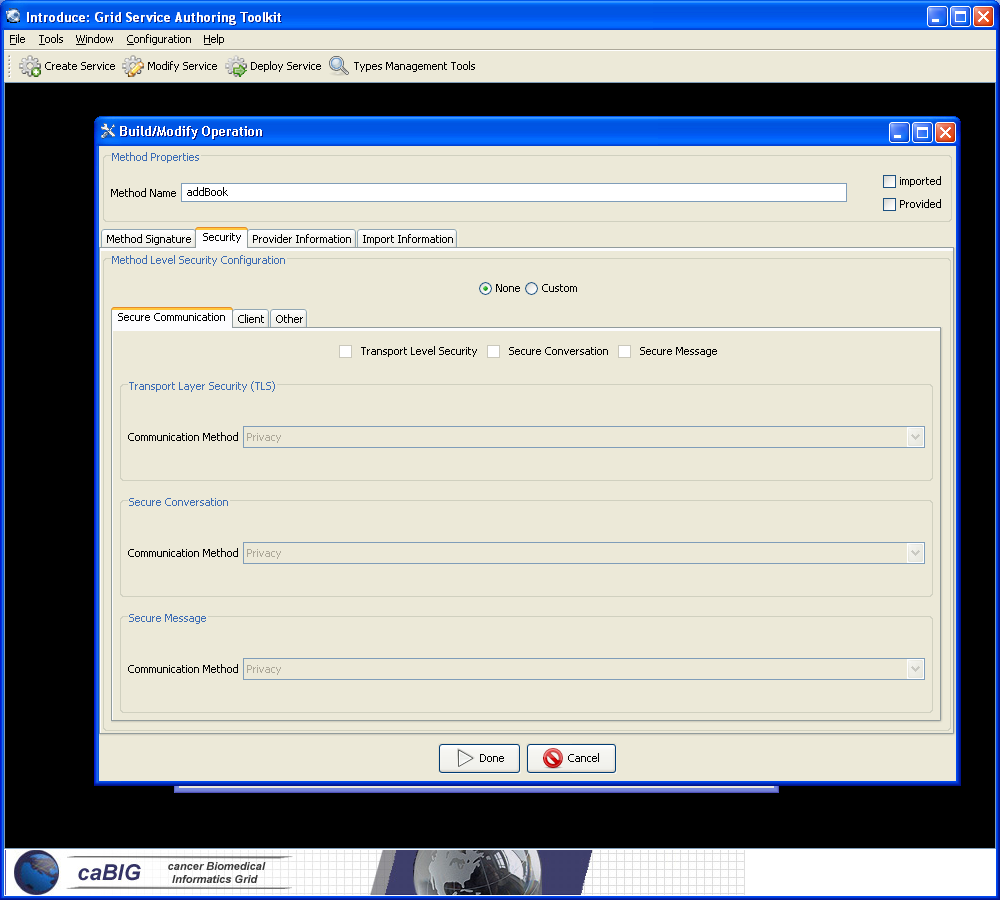 Introduce: Grid Service Authoring Toolkit
File Tools Window Configuration Help
Create Service Modify Service Deploy Service Types Management Tools
Build/Modify Operation
Method Properties
Method Name addBook
imported
Provided
Method Signature Security Provider Information Import Information
Method Level Security Configuration
None Custom
Secure Communication Client Other
Transport Level Security Secure Conversation Secure Message
Transport Layer Security (TLS)
Communication Method Privacy
Secure Conversation
Communication Method Privacy
Secure Message
Communication Method Privacy
Done Cancel
caBIG cancer Biomedical
Informatics Grid